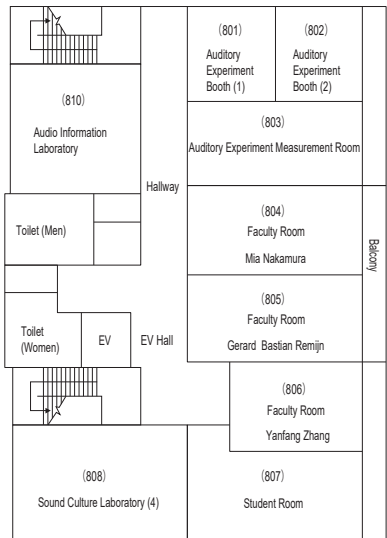 (801)
Auditory
Experiment
Booth (1)
(802)
Auditory
Experiment
Booth (2)
(810)
Audio Information
Laboratory
(803)
Auditory Experiment Measurement Room
Hallway
(804)
Faculty Room
Mia Nakamura
Toilet (Men)
Balcony
(805)
Faculty Room
Gerard Bastian Remijn
Toilet
(Women)
EV
EV Hall
(806)
Faculty Room
Yanfang Zhang
(808)
Sound Culture Laboratory (4)
(807)
Student Room